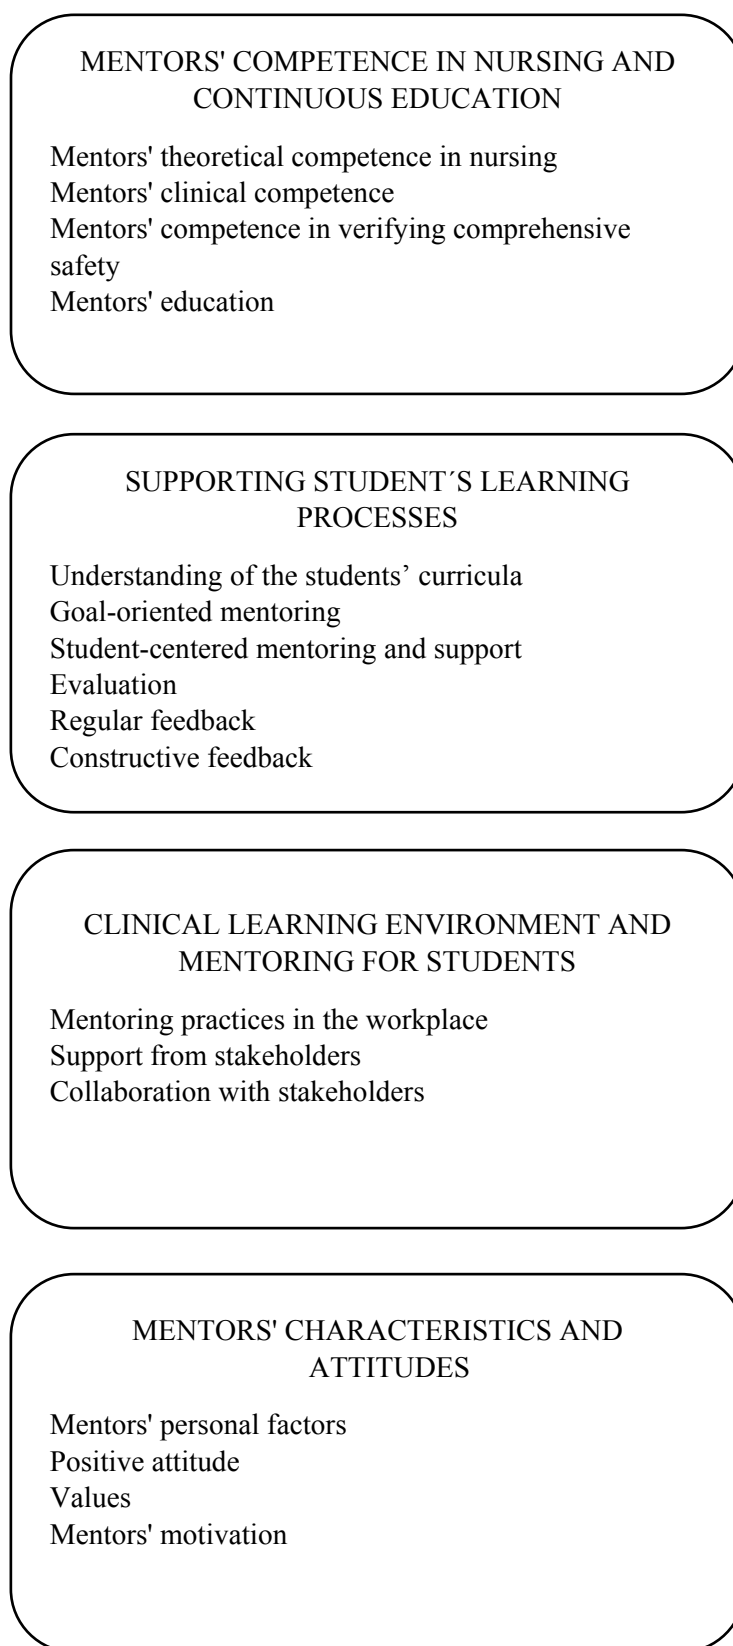 MENTORS' COMPETENCE IN NURSING AND
CONTINUOUS EDUCATION
Mentors' theoretical competence in nursing
Mentors' clinical competence
Mentors' competence in verifying comprehensive
safety
Mentors' education
SUPPORTING STUDENT´S LEARNING
PROCESSES
Understanding of the students’ curricula
Goal-oriented mentoring
Student-centered mentoring and support
Evaluation
Regular feedback
Constructive feedback
CLINICAL LEARNING ENVIRONMENT AND
MENTORING FOR STUDENTS
Mentoring practices in the workplace
Support from stakeholders
Collaboration with stakeholders
MENTORS' CHARACTERISTICS AND
ATTITUDES
Mentors' personal factors
Positive attitude
Values
Mentors' motivation